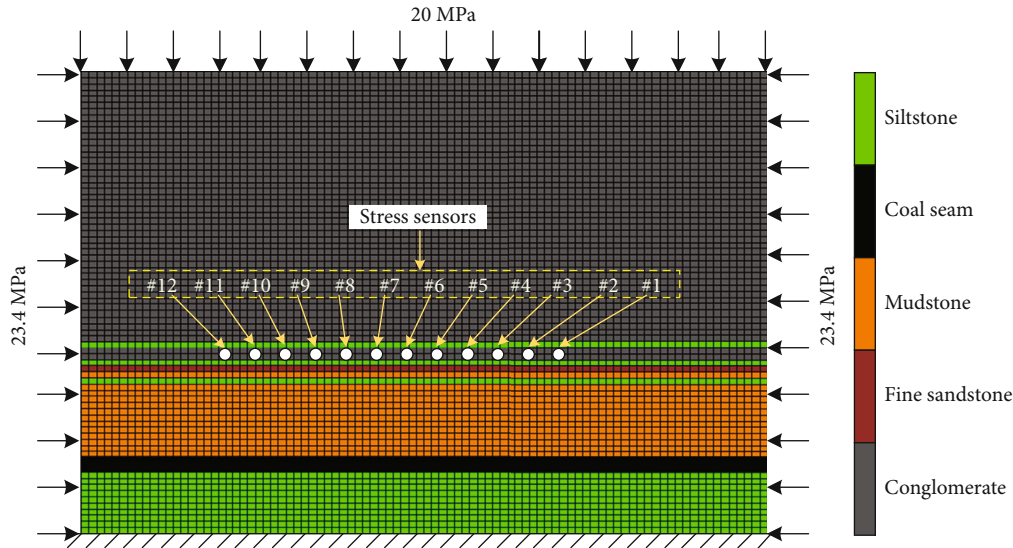 20 MPa
Siltstone
Coal seam
Stress sensors
Mudstone
#12 #11 #10 #9 #8 #7 #6 #5 #4 #3 #2 #1
23.4 MPa
23.4 MPa
Fine sandstone
Conglomerate